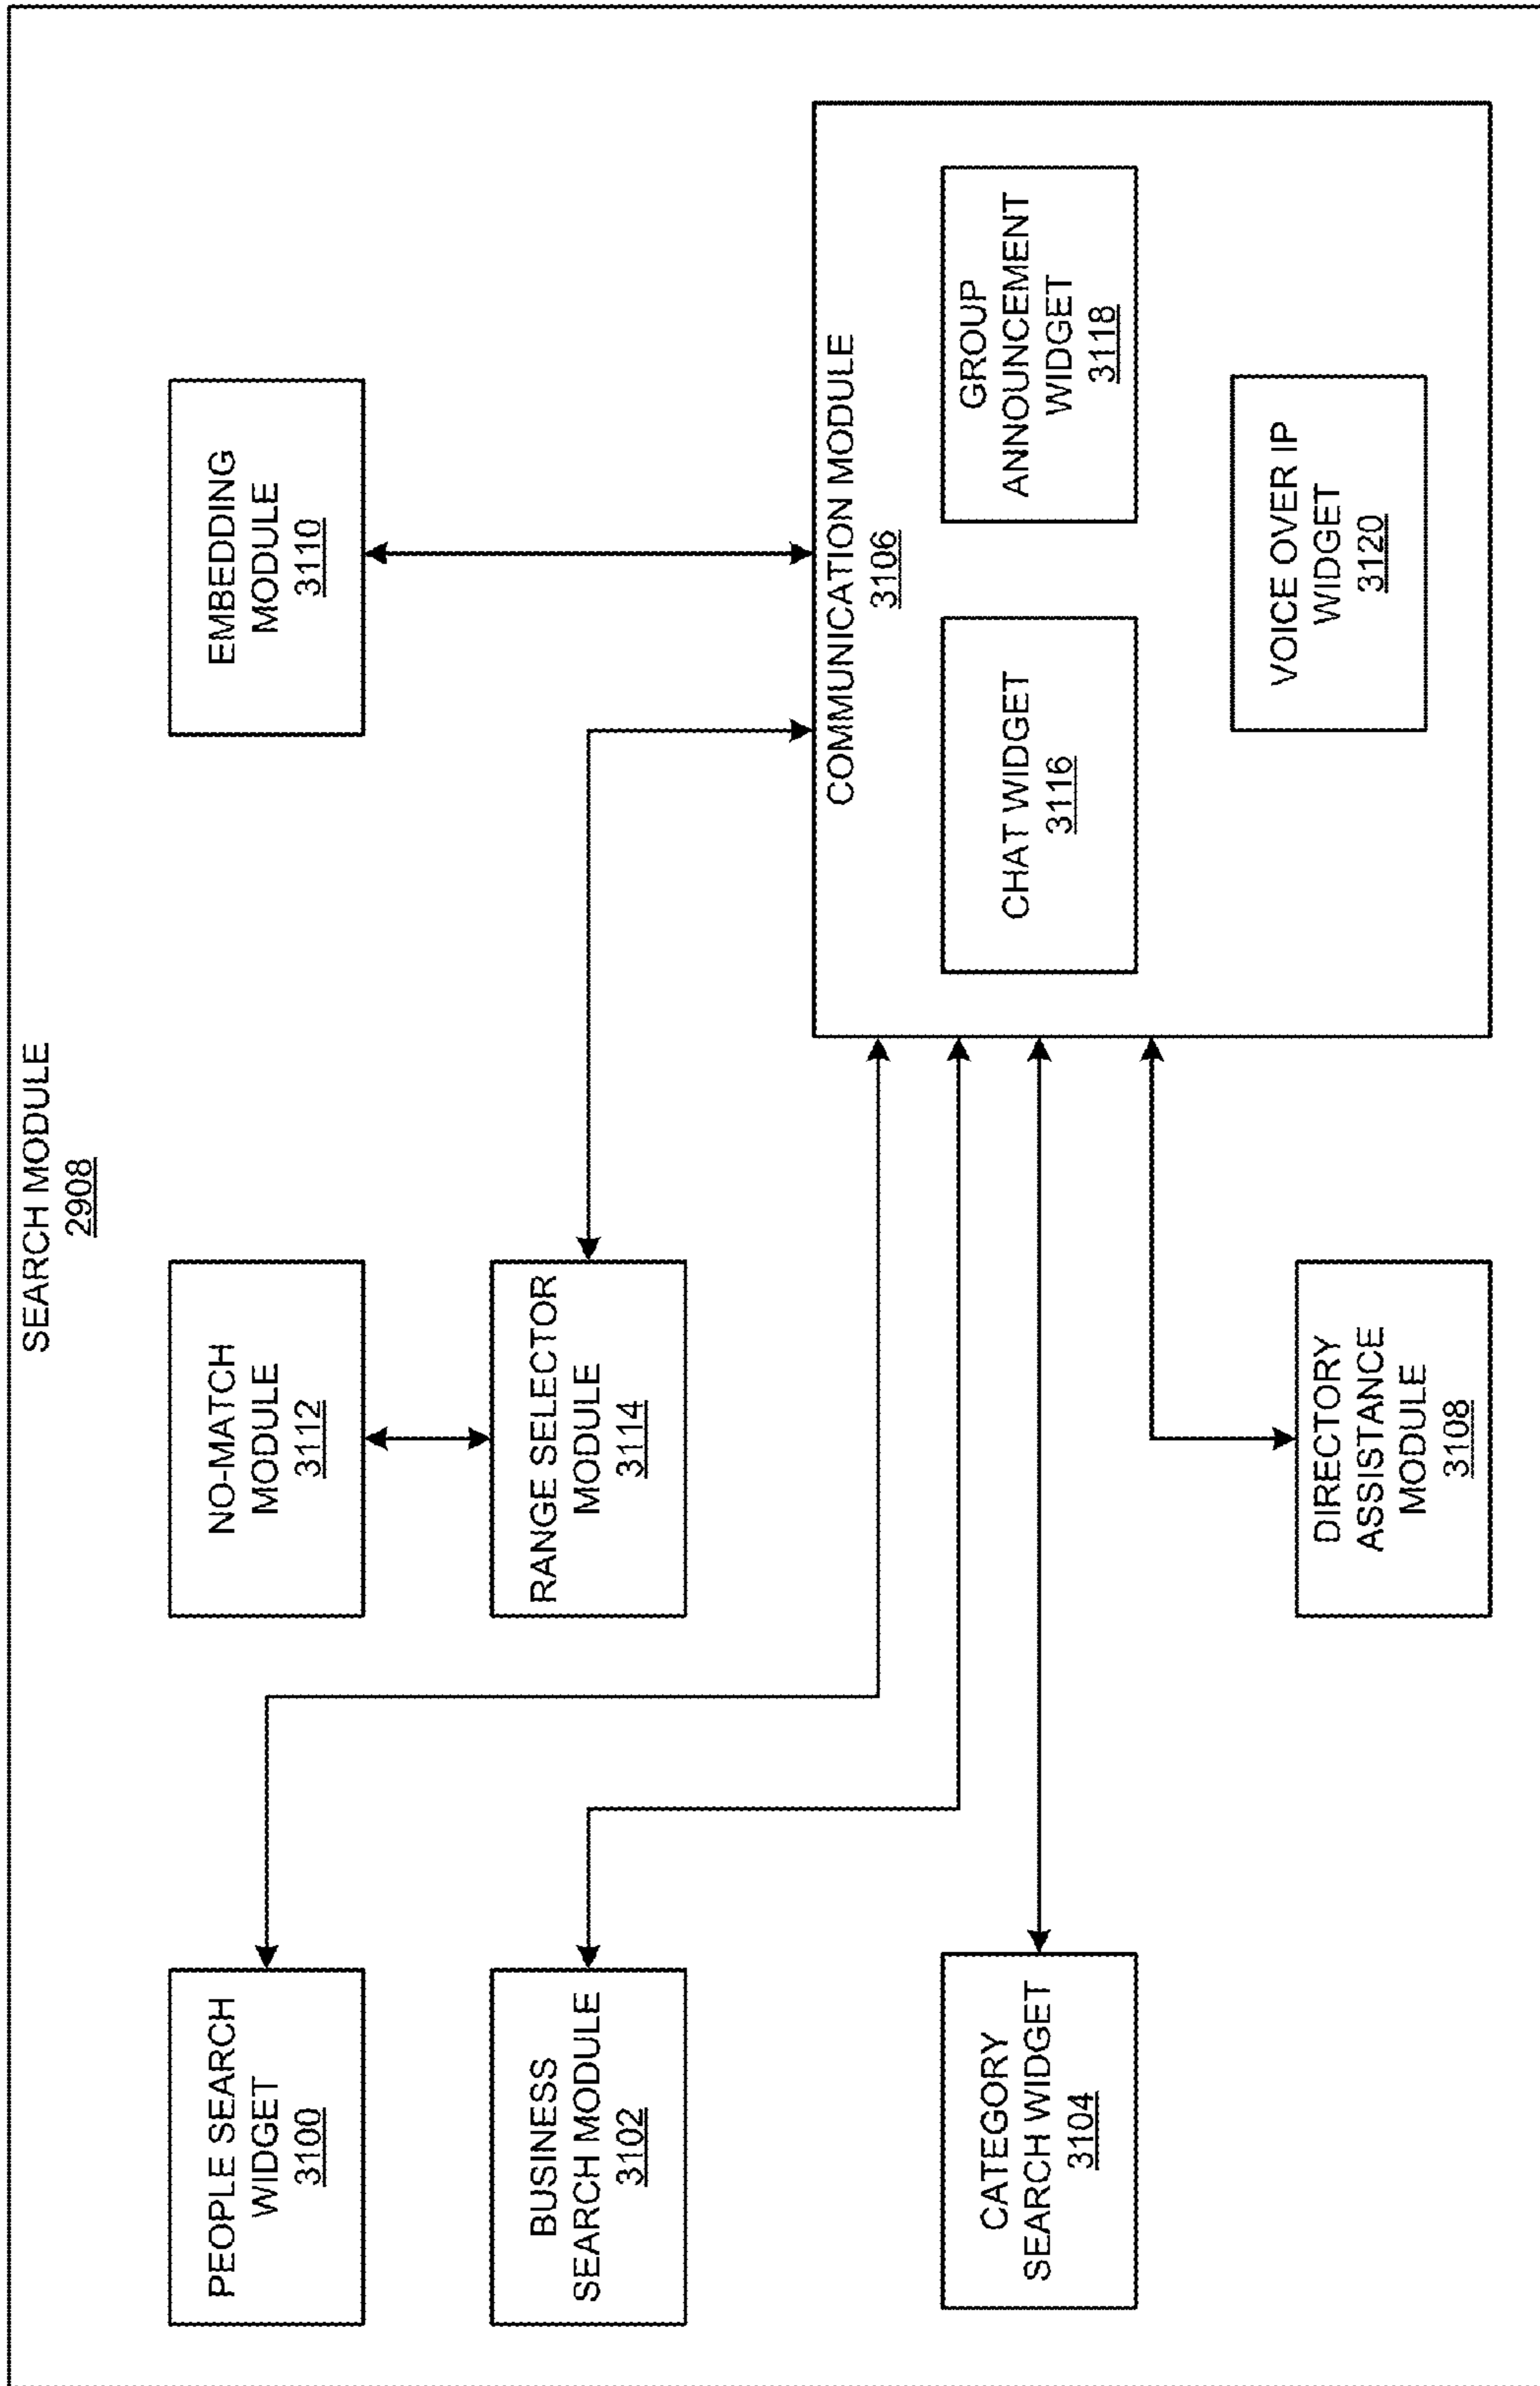 SEARCH MODULE
2908
PEOPLE SEARCH
WIDGET
3100
NO-MATCH
MODULE
3112
EMBEDDING
MODULE
3110
BUSINESS
SEARCH MODULE
3102
RANGE SELECTOR
MODULE
3114
COMMUNICATION MODULE
3106
CATEGORY
SEARCH WIDGET
3104
CHAT WIDGET
3116
GROUP
ANNOUNCEMENT
WIDGET
3118
DIRECTORY
ASSISTANCE
MODULE
3108
VOICE OVER IP
WIDGET
3120